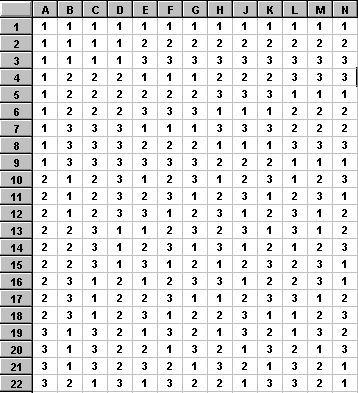 A B C D E F G H J K L M N
1 1 1 1 1 1 1 1 1 1 1 1 1 1
2 1 1 1 1 2 2 2 2 2 2 2 2 2
3 1 1 1 1 3 3 3 3 3 3 3 3 3
4 1 2 2 2 1 1 1 2 2 2 3 3 3
5 1 2 2 2 2 2 2 3 3 3 1 1 1
6 1 2 2 2 3 3 3 1 1 1 2 2 2
7 1 3 3 3 1 1 1 3 3 3 2 2 2
8 1 3 3 3 2 2 2 1 1 1 3 3 3
9 1 3 3 3 3 3 3 2 2 2 1 1 1
10 2 1 2 3 1 2 3 1 2 3 1 2 3
11 2 1 2 3 2 3 1 2 3 1 2 3 1
12 2 1 2 3 3 1 2 3 1 2 3 1 2
13 2 2 3 1 1 2 3 2 3 1 3 1 2
14 2 2 3 1 2 3 1 3 1 2 1 2 3
15 2 2 3 1 3 1 2 1 2 3 2 3 1
16 2 3 1 2 1 2 3 3 1 2 2 3 1
17 2 3 1 2 2 3 1 1 2 3 3 1 2
18 2 3 1 2 3 1 2 2 3 1 1 2 3
19 3 1 3 2 1 3 2 1 3 2 1 3 2
20 3 1 3 2 2 1 3 2 1 3 2 1 3
21 3 1 3 2 3 2 1 3 2 1 3 2 1
22 3 2 1 3 1 3 2 2 1 3 3 2 1